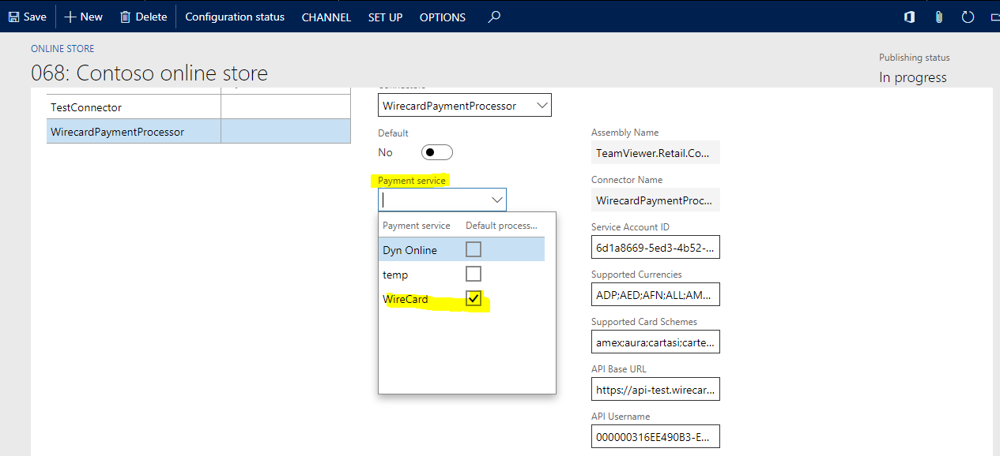 Save New Delete Configuration status CHANNEL SET UP OPTIONS
ONLINE STORE
068: Contoso online store
Publishing status
In progress
TestConnector
WirecardPaymentProcessor
WirecardPaymentProcessor
Default
No
Payment service
Payment service Default process...
Dyn Online
temp
WireCard
Assembly Name
TeamViewer.Retail.Co...
Connector Name
WirecardPaymentProc...
Service Account ID
6d1a8669-5ed3-4b52-...
Supported Currencies
ADP;AED;AFN;ALL;AM...
Supported Card Schemes
amex;aura;cartasi;carte...
API Base URL
https://api-test.wirecar...
API Username
000000316EE490B3-E...